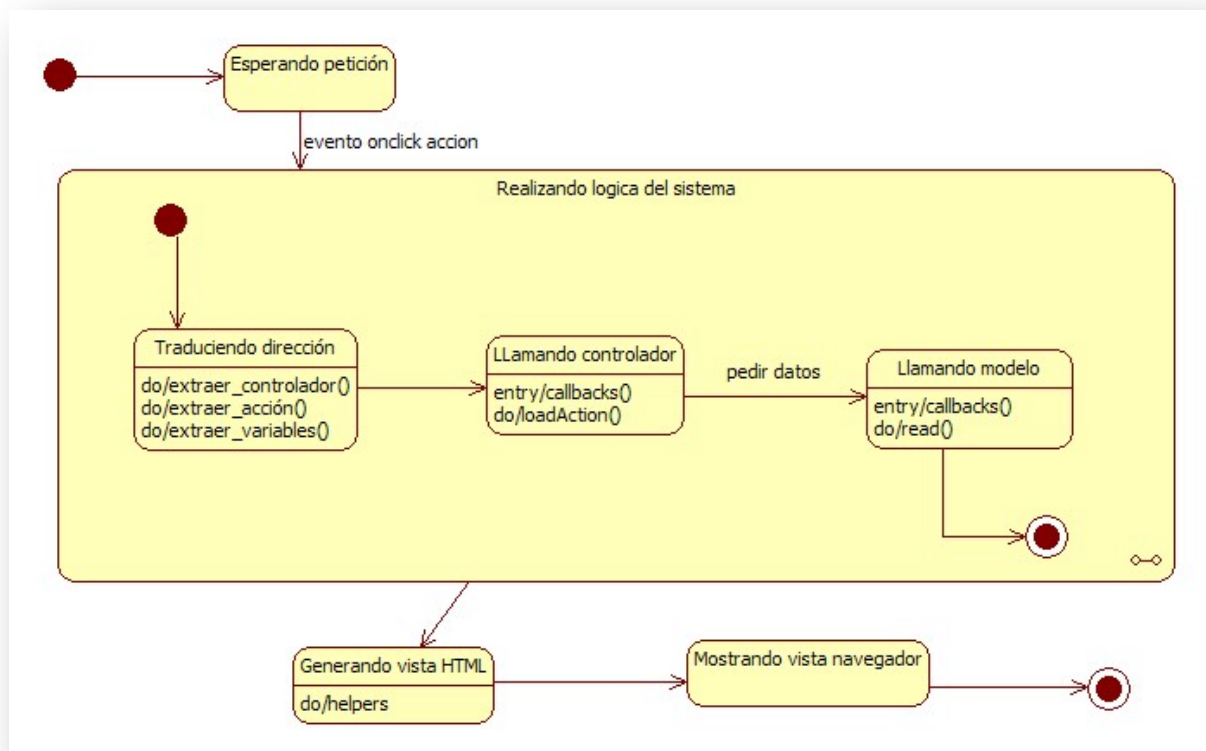 Esperando petición
evento onclick accion
Realizando logica del sistema
Traduciendo dirección
do/extraer_controlador()
do/extraer_acción()
do/extraer_variables()
LLamando controlador
entry/callbacks()
do/loadAction()
pedir datos
Llamando modelo
entry/callbacks()
do/read()
Generando vista HTML
do/helpers
Mostrando vista navegador